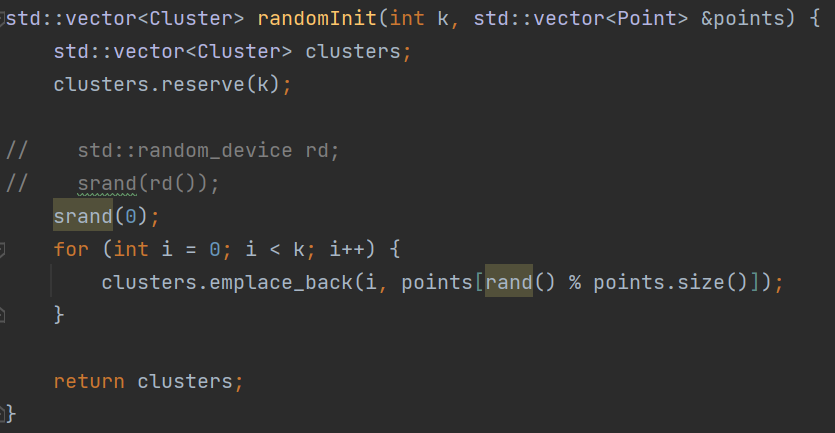 std::vector<Cluster> randomInit(int k, std::vector<Point> &points) {
    std::vector<Cluster> clusters;
    clusters.reserve(k);
//    std::random_device rd;
//    srand(rd());
    srand(0);
    for (int i = 0; i < k; i++) {
        clusters.emplace_back(i, points[rand() % points.size()]);
    }
    return clusters;
}